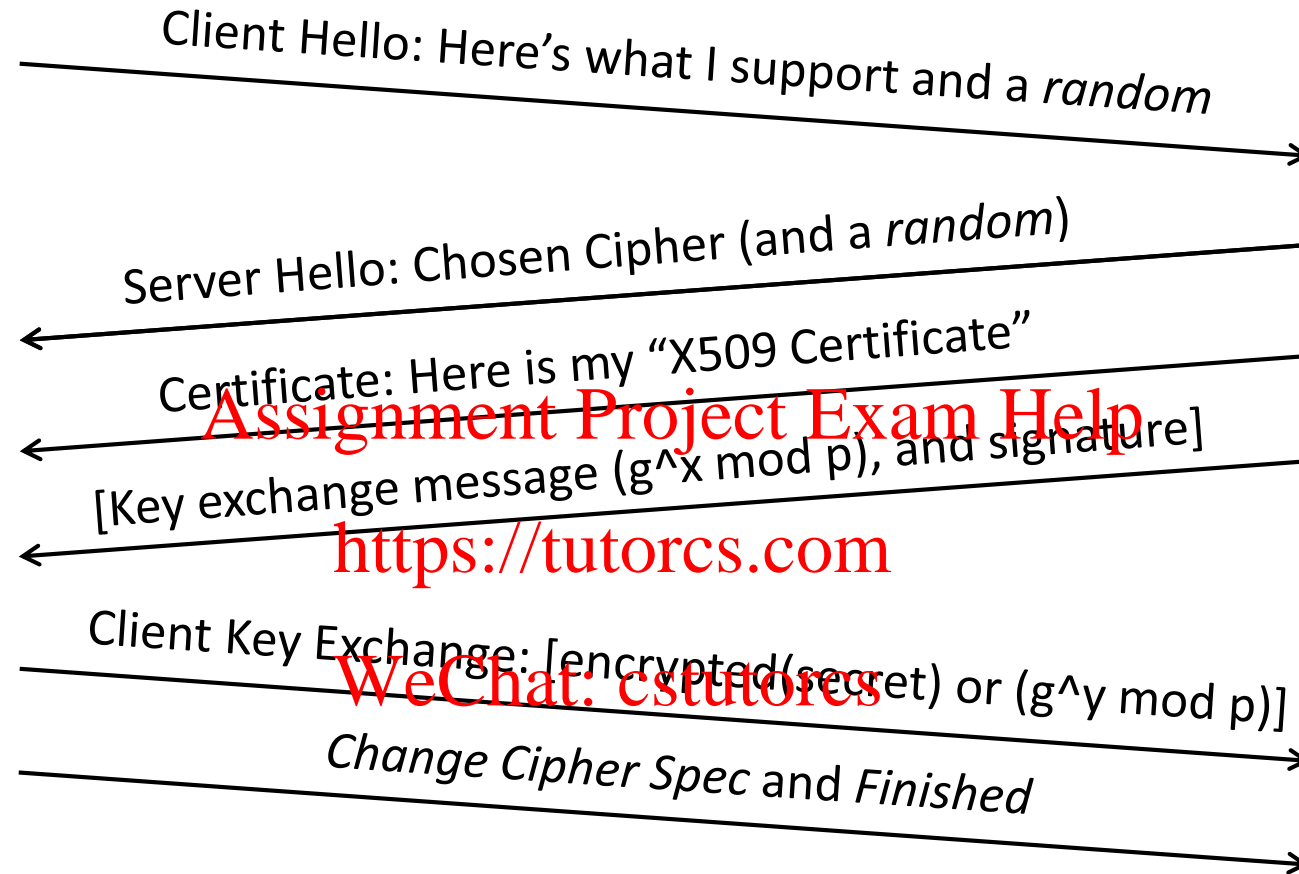 Client Hello: Here’s what I support and a random
Server Hello: Chosen Cipher (and a random)
Certificate: Here is my “X509 Certificate”
Assignment Project Exam Help
[Key exchange message (g^x mod p), and signature]
https://tutorcs.com
Client Key Exchange: [encrypted(secret) or (g^y mod p)]
WeChat: cstutorcs
Change Cipher Spec and Finished